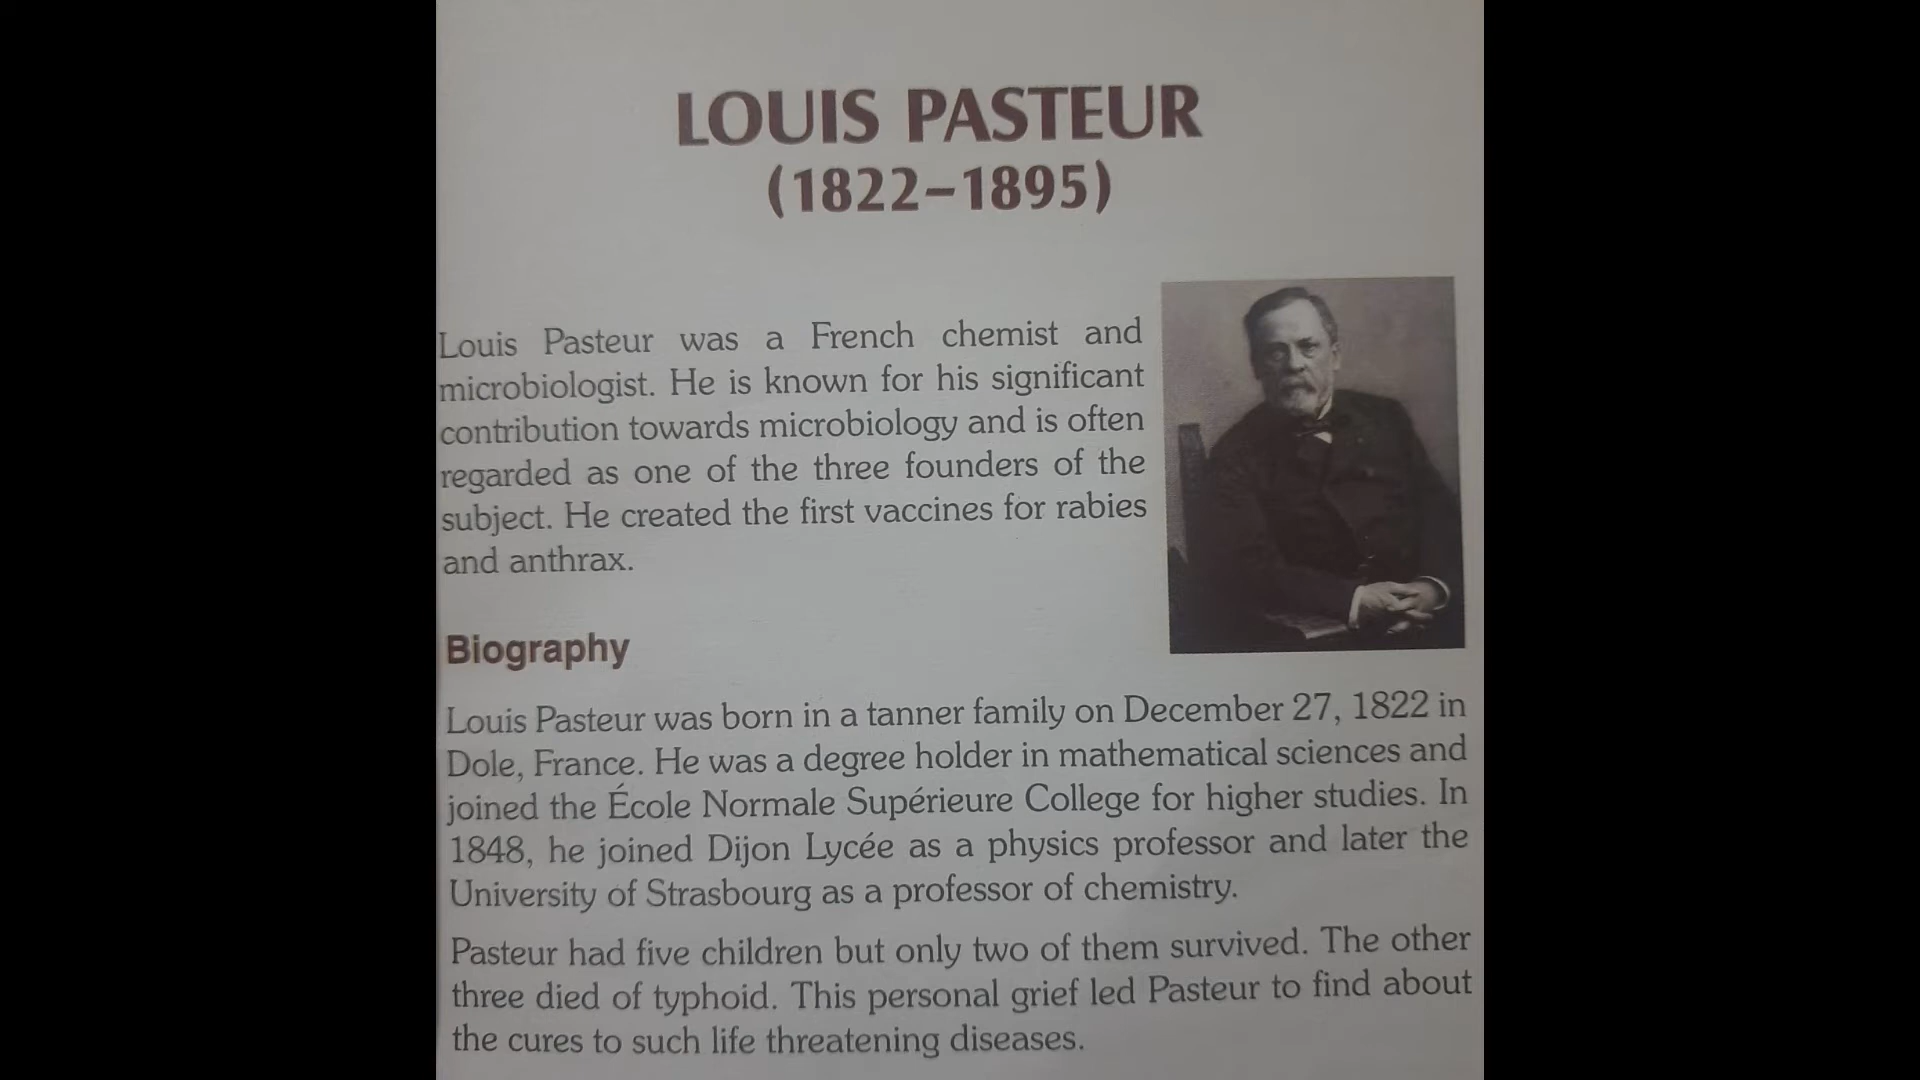 LOUIS PASTEUR
(1822–1895)
Louis Pasteur was a French chemist and
microbiologist. He is known for his significant
contribution towards microbiology and is often
regarded as one of the three founders of the
subject. He created the first vaccines for rabies
and anthrax.
Biography
Louis Pasteur was born in a tanner family on December 27, 1822 in
Dole, France. He was a degree holder in mathematical sciences and
joined the École Normale Supérieure College for higher studies. In
1848, he joined Dijon Lycée as a physics professor and later the
University of Strasbourg as a professor of chemistry.
Pasteur had five children but only two of them survived. The other
three died of typhoid. This personal grief led Pasteur to find about
the cures to such life threatening diseases.